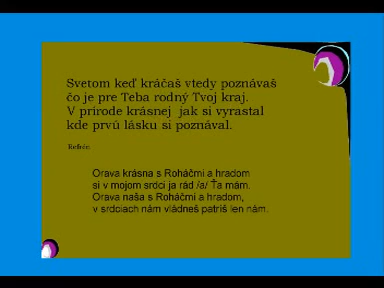 Svetom keď kráčaš vtedy poznávaš
čo je pre Teba rodný Tvoj kraj.
V prírode krásnej jak si vyrastal
kde prvú lásku si poznával.
Refrén
Orava krásna s Roháčmi a hradom
si v mojom srdci ja rád /a/ Ťa mám.
Orava naša s Roháčmi a hradom,
v srdciach nám vládneš patríš len nám.